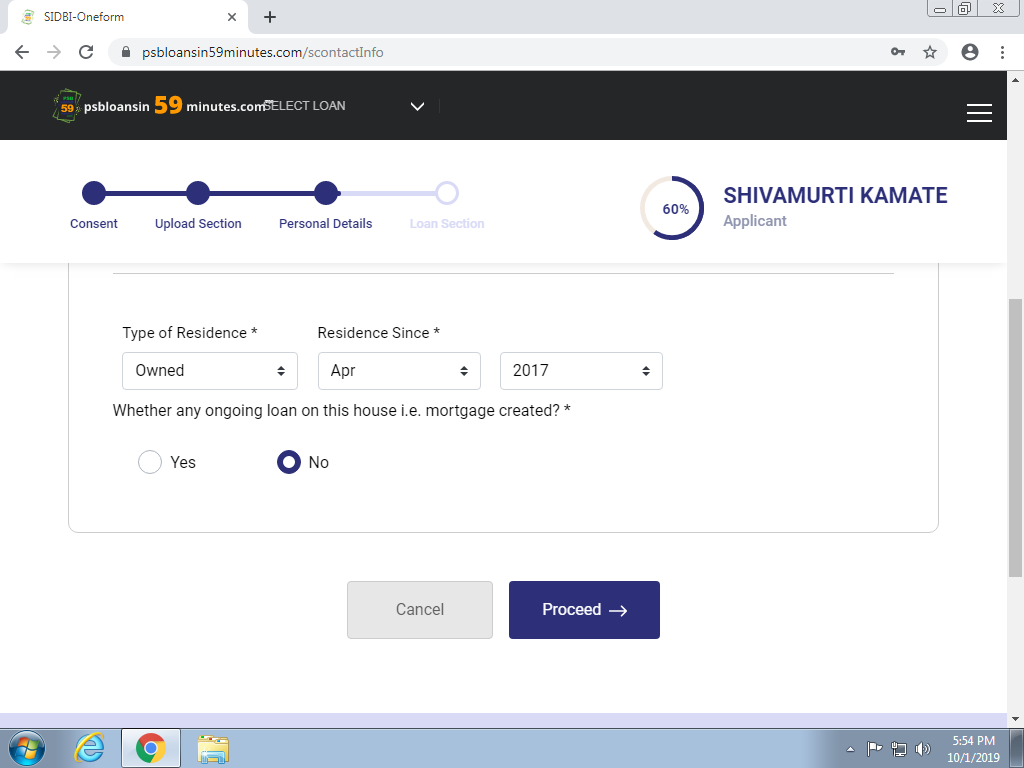 SIDBI-Oneform
psbloansin59minutes.com/scontactInfo
PSB 59 psbloansin 59 minutes.com SELECT LOAN
Consent Upload Section Personal Details Loan Section
60%
SHIVAMURTI KAMATE
Applicant
Type of Residence * Residence Since *
Owned Apr 2017
Whether any ongoing loan on this house i.e. mortgage created? *
Yes No
Cancel Proceed →
5:54 PM
10/1/2019